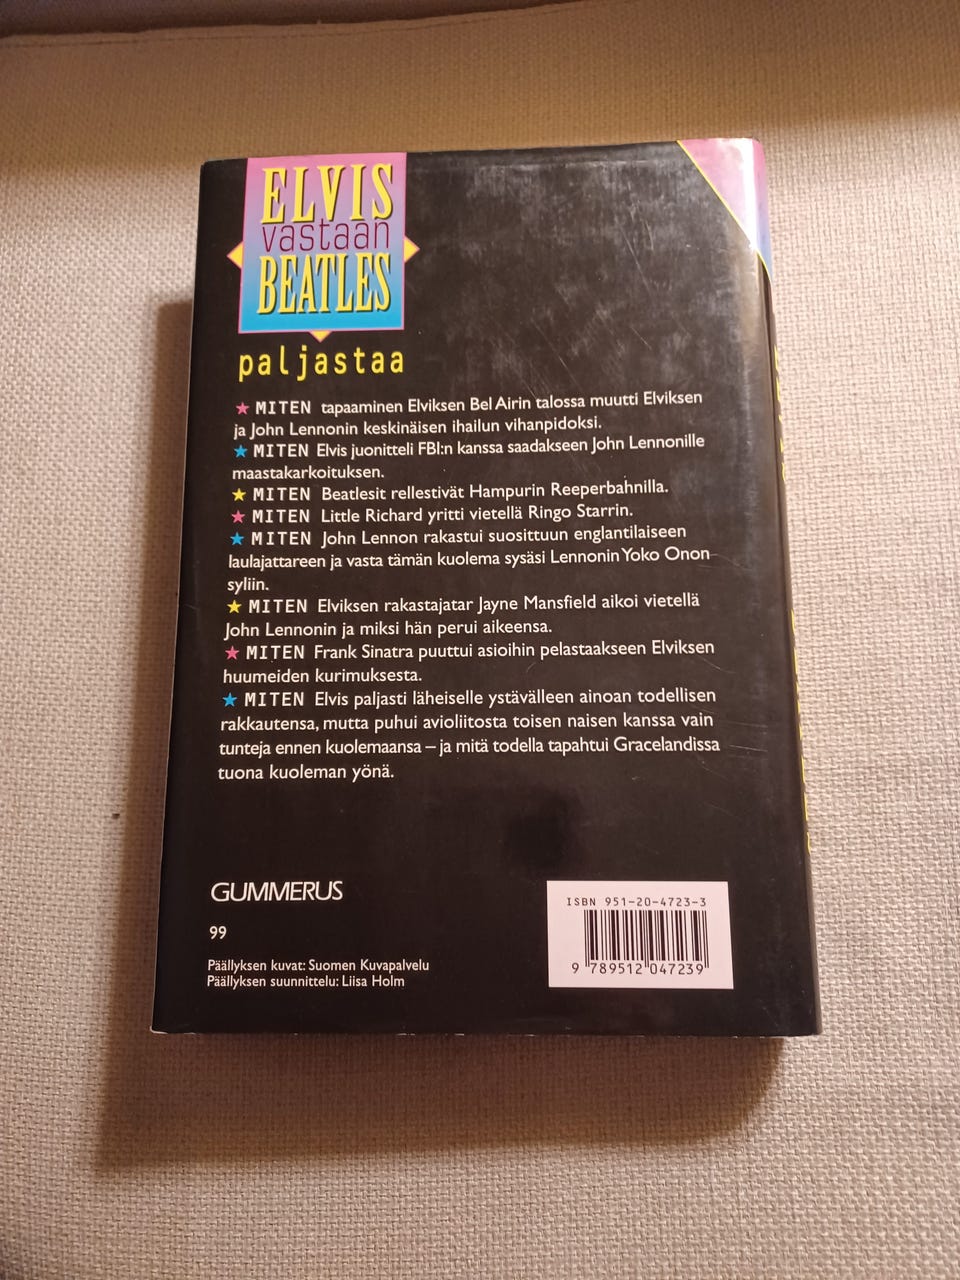 ELVIS
vastaan
BEATLES
paljastaa
★ MITEN tapaaminen Elviksen Bel Airin talossa muutti Elviksen
ja John Lennonin keskinäisen ihailun vihanpidoksi.
★ MITEN Elvis juonitteli FBI:n kanssa saadakseen John Lennonille
maastakarkoituksen.
★ MITEN Beatlesit rellestivät Hampurin Reeperbahnilla.
★ MITEN Little Richard yritti vietellä Ringo Starrin.
★ MITEN John Lennon rakastui suosittuun englantilaiseen
laulajattareen ja vasta tämän kuolema sysäsi Lennonin Yoko Onon
syliin.
★ MITEN Elviksen rakastajatar Jayne Mansfield aikoi vietellä
John Lennonin ja miksi hän perui aikeensa.
★ MITEN Frank Sinatra puuttui asioihin pelastaakseen Elviksen
huumeiden kurimuksesta.
★ MITEN Elvis paljasti läheiselle ystävälleen ainoan todellisen
rakkautensa, mutta puhui avioliitosta toisen naisen kanssa vain
tunteja ennen kuolemaansa – ja mitä todella tapahtui Gracelandissa
tuona kuoleman yönä.
GUMMERUS
99
Päällyksen kuvat: Suomen Kuvapalvelu
Päällyksen suunnittelu: Liisa Holm
ISBN 951-20-4723-3
9 789512 047239